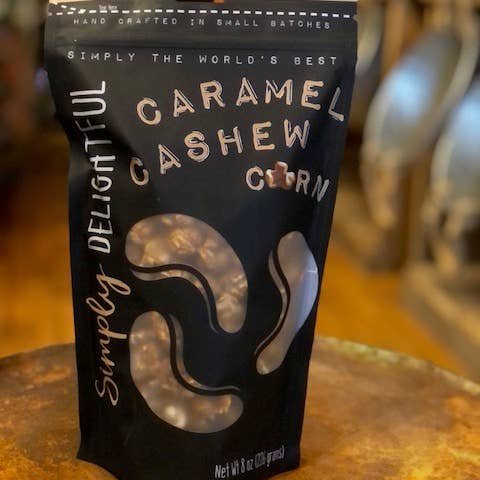 HAND CRAFTED IN SMALL BATCHES
SIMPLY THE WORLD'S BEST
CARAMEL
CASHEW
CORN
Simply DELIGHTFUL
Net Wt 8 oz (226 grams)